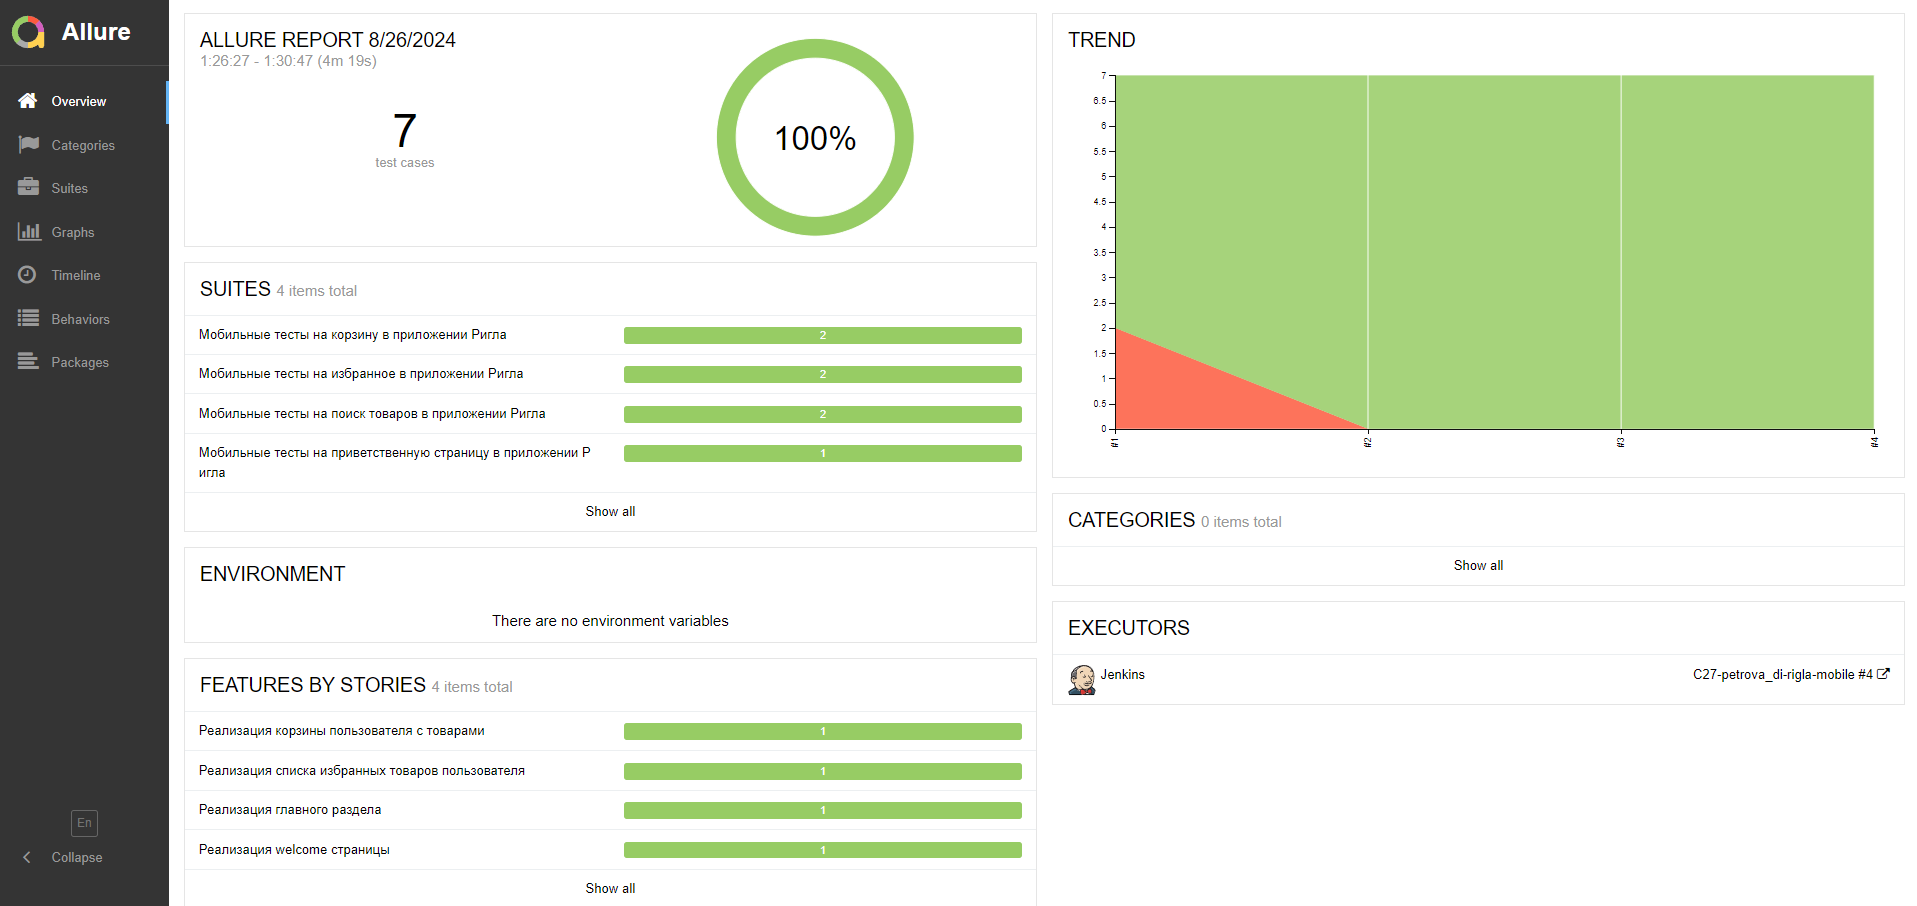 Allure
Overview
Categories
Suites
Graphs
Timeline
Behaviors
Packages
En
Collapse
ALLURE REPORT 8/26/2024
1:26:27 - 1:30:47 (4m 19s)
7
test cases
100%
SUITES 4 items total
Мобильные тесты на корзину в приложении Ригла
2
Мобильные тесты на избранное в приложении Ригла
2
Мобильные тесты на поиск товаров в приложении Ригла
2
Мобильные тесты на приветственную страницу в приложении Р
игла
1
Show all
ENVIRONMENT
There are no environment variables
FEATURES BY STORIES 4 items total
Реализация корзины пользователя с товарами
1
Реализация списка избранных товаров пользователя
1
Реализация главного раздела
1
Реализация welcome страницы
1
Show all
TREND
7
6.5
6
5.5
5
4.5
4
3.5
3
2.5
2
1.5
1
0.5
0
#1
#2
#3
#4
CATEGORIES 0 items total
Show all
EXECUTORS
Jenkins
C27-petrova_di-rigla-mobile #4